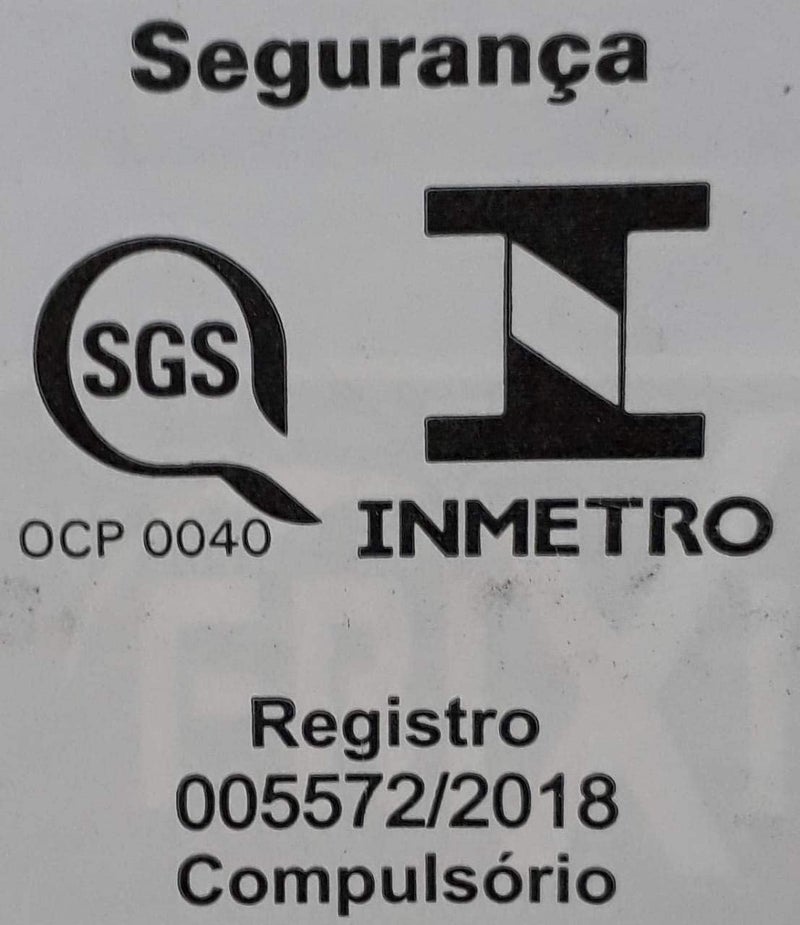 Segurança
SGS
OCP 0040
INMETRO
Registro
005572/2018
Compulsório